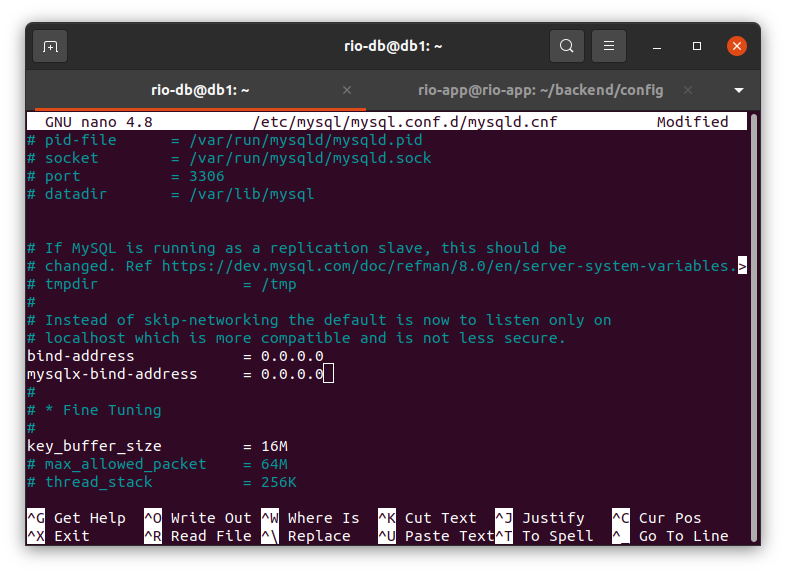 rio-db@db1: ~
rio-db@db1: ~ rio-app@rio-app: ~/backend/config
GNU nano 4.8 /etc/mysql/mysql.conf.d/mysqld.cnf Modified
# pid-file = /var/run/mysqld/mysqld.pid
# socket = /var/run/mysqld/mysqld.sock
# port = 3306
# datadir = /var/lib/mysql
# If MySQL is running as a replication slave, this should be
# changed. Ref https://dev.mysql.com/doc/refman/8.0/en/server-system-variables.>
# tmpdir = /tmp
#
# Instead of skip-networking the default is now to listen only on
# localhost which is more compatible and is not less secure.
bind-address = 0.0.0.0
mysqlx-bind-address = 0.0.0.0
#
# * Fine Tuning
#
key_buffer_size = 16M
# max_allowed_packet = 64M
# thread_stack = 256K
^G Get Help ^O Write Out ^W Where Is ^K Cut Text ^J Justify ^C Cur Pos
^X Exit ^R Read File ^\ Replace ^U Paste Text ^T To Spell ^_ Go To Line